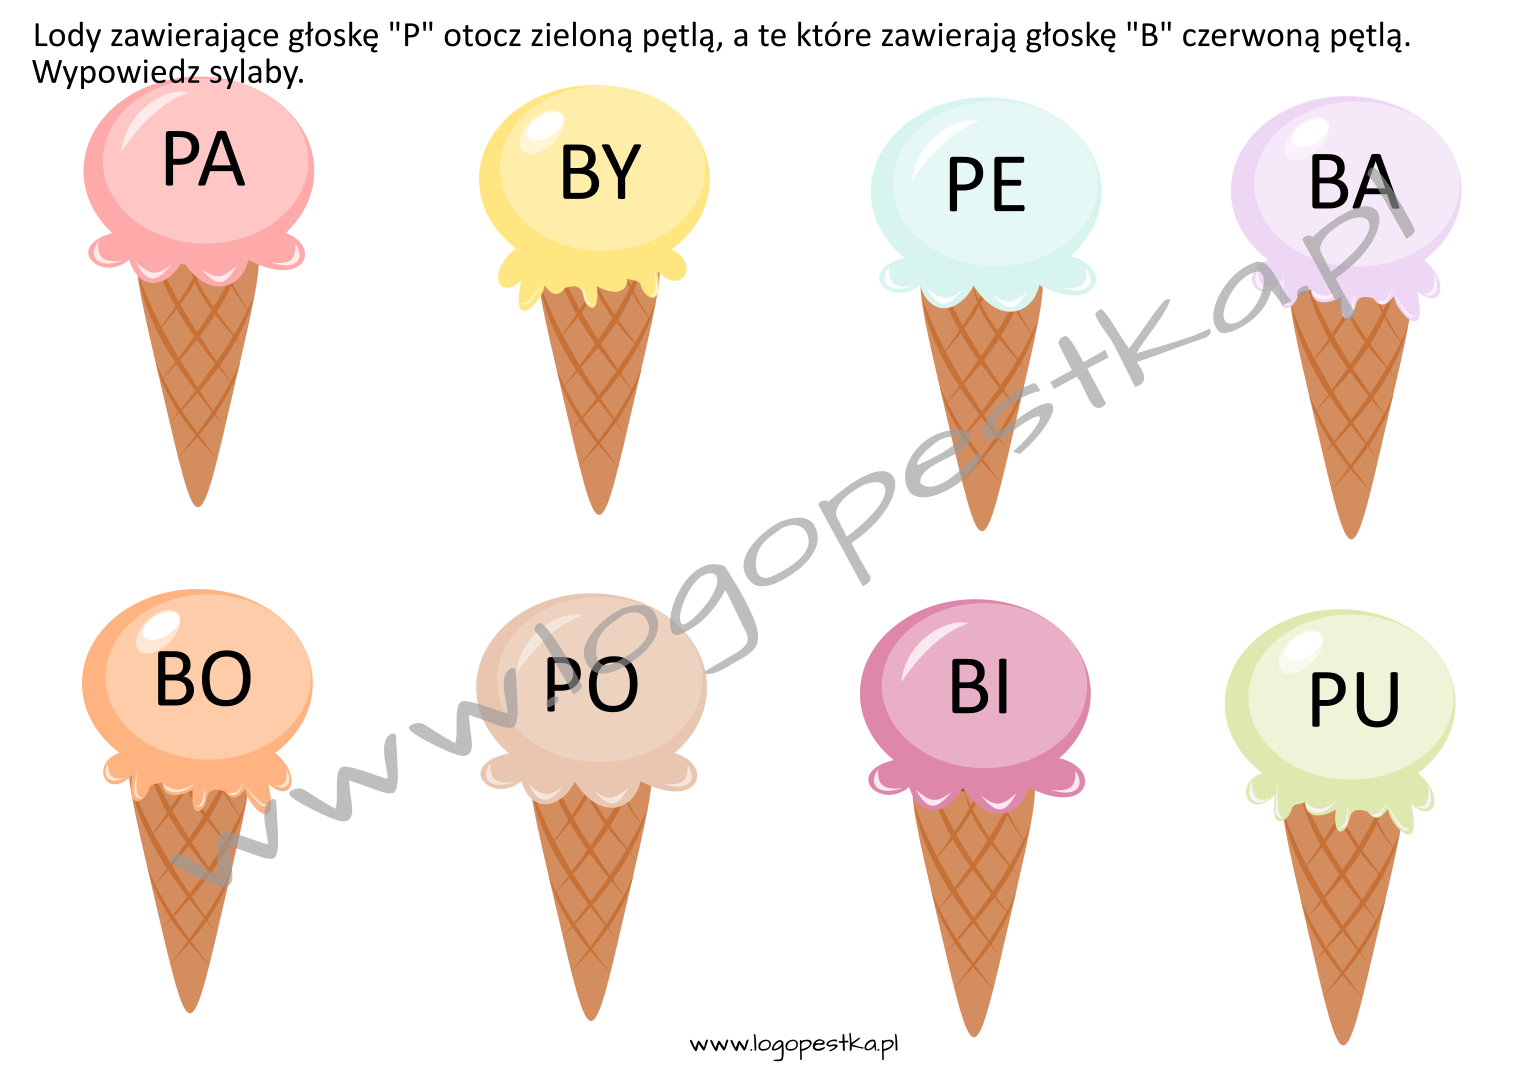 Lody zawierające głoskę "P" otocz zieloną pętlą, a te które zawierają głoskę "B" czerwoną pętlą.
Wypowiedz sylaby.
PA
BY
PE
BA
BO
PO
BI
PU
www.logopestka.pl
www.logopestka.pl